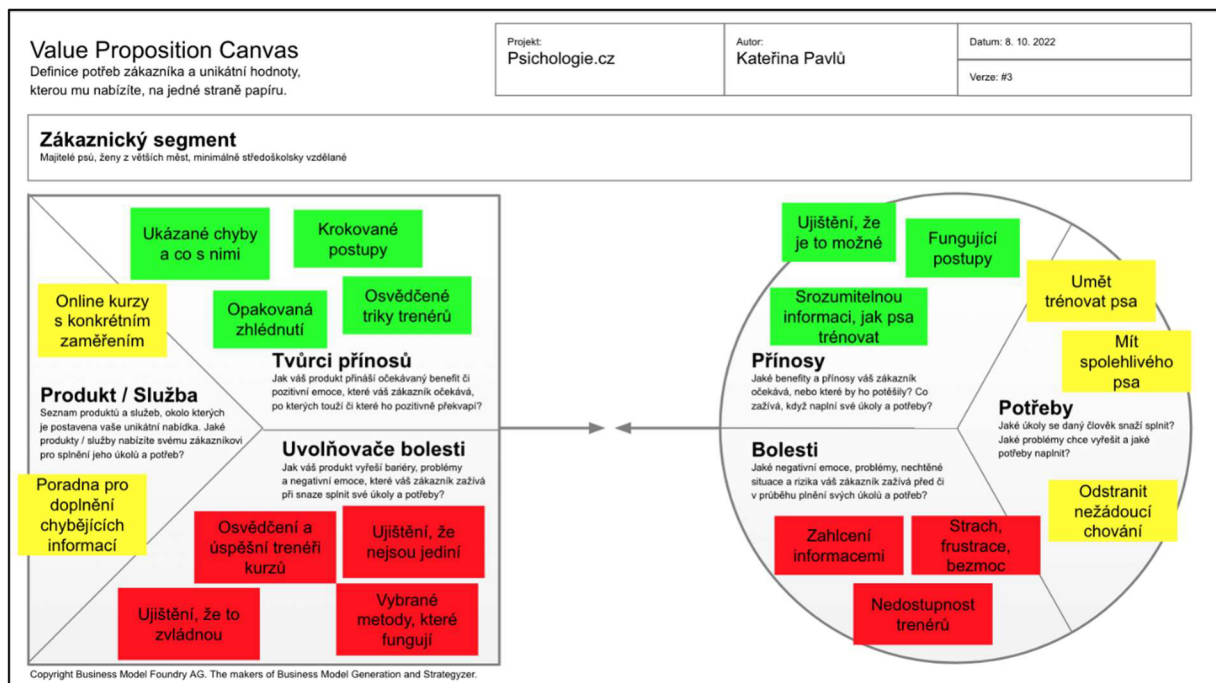 Value Proposition Canvas
Definice potřeb zákazníka a unikátní hodnoty,
kterou mu nabízíte, na jedné straně papíru.
Projekt:
Psichologie.cz
Autor:
Kateřina Pavlů
Datum: 8. 10. 2022
Verze: #3
Zákaznický segment
Majitelé psů, ženy z větších měst, minimálně středoškolsky vzdělané
Ukázané chyby
a co s nimi
Krokované
postupy
Online kurzy
s konkrétním
zaměřením
Opakovaná
zhlédnutí
Osvědčené
triky trenérů
Tvůrci přínosů
Jak váš produkt přináší očekávaný benefit či
pozitivní emoce, které váš zákazník očekává,
po kterých touží či které ho pozitivně překvapí?
Produkt / Služba
Seznam produktů a služeb, okolo kterých
je postavena vaše unikátní nabídka. Jaké
produkty / služby nabízíte svému zákazníkovi
pro splnění jeho úkolů a potřeb?
Uvolňovače bolesti
Jak váš produkt vyřeší bariéry, problémy
a negativní emoce, které váš zákazník zažívá
při snaze splnit své úkoly a potřeby?
Poradna pro
doplnění
chybějících
informací
Osvědčení a
úspěšní trenéři
kurzů
Ujištění, že
nejsou jediní
Ujištění, že to
zvládnou
Vybrané
metody, které
fungují
Ujištění, že
je to možné
Fungující
postupy
Srozumitelnou
informaci, jak psa
trénovat
Umět
trénovat psa
Mít
spolehlivého
psa
Přínosy
Jaké benefity a přínosy váš zákazník
očekává, nebo které by ho potěšily? Co
zažívá, když naplní své úkoly a potřeby?
Potřeby
Jaké úkoly se daný člověk snaží splnit?
Jaké problémy chce vyřešit a jaké
potřeby naplnit?
Bolesti
Jaké negativní emoce, problémy, nechtěné
situace a rizika váš zákazník zažívá před či
v průběhu plnění svých úkolů a potřeb?
Odstranit
nežádoucí
chování
Zahlcení
informacemi
Strach,
frustrace,
bezmoc
Nedostupnost
trenérů
Copyright Business Model Foundry AG. The makers of Business Model Generation and Strategyzer.